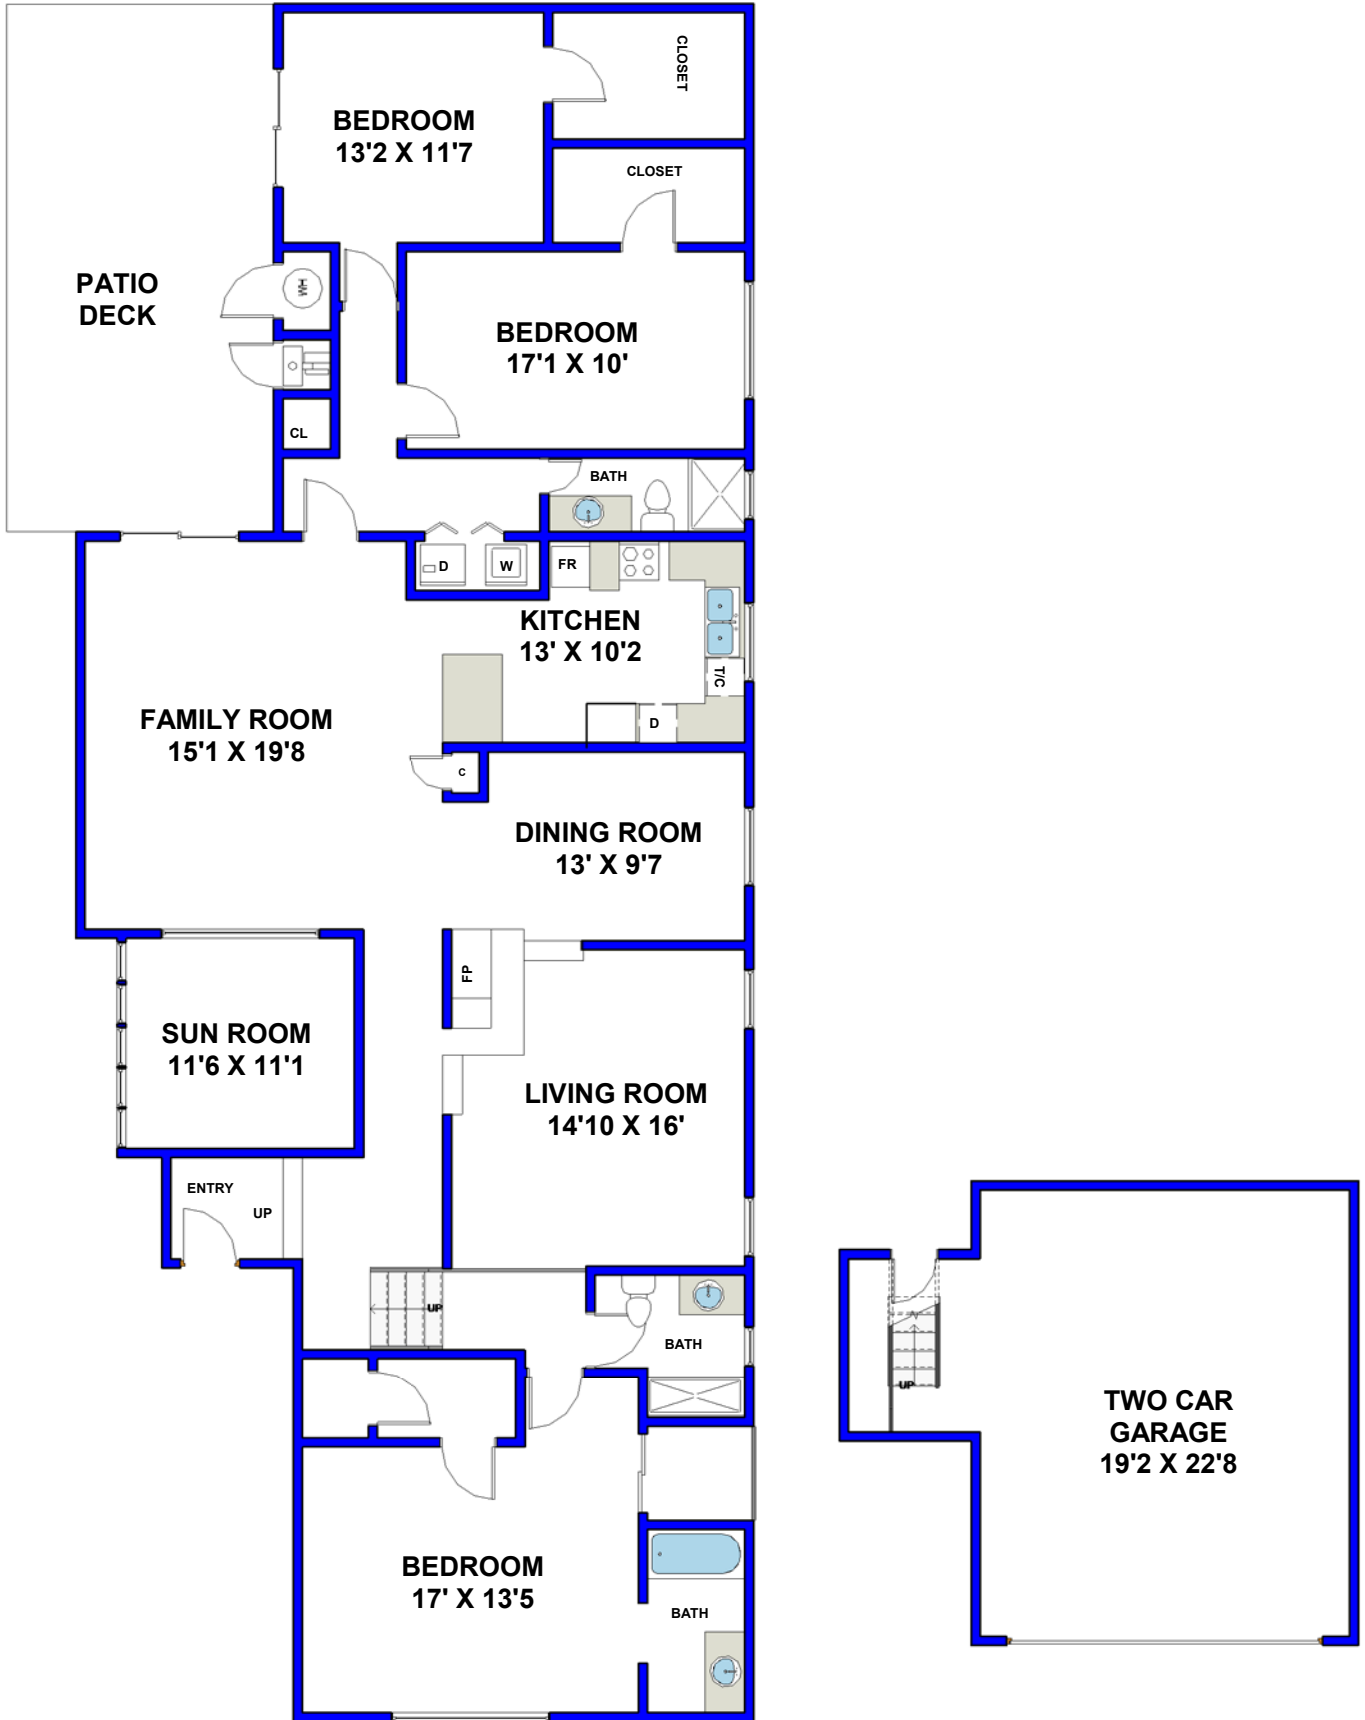 CLOSET
BEDROOM
13'2 X 11'7
CLOSET
PATIO
DECK
HW
BEDROOM
17'1 X 10'
CL
BATH
D
W
FR
KITCHEN
13' X 10'2
T/C
D
FAMILY ROOM
15'1 X 19'8
C
DINING ROOM
13' X 9'7
FP
SUN ROOM
11'6 X 11'1
LIVING ROOM
14'10 X 16'
ENTRY
UP
UP
BATH
BEDROOM
17' X 13'5
BATH
UP
TWO CAR
GARAGE
19'2 X 22'8